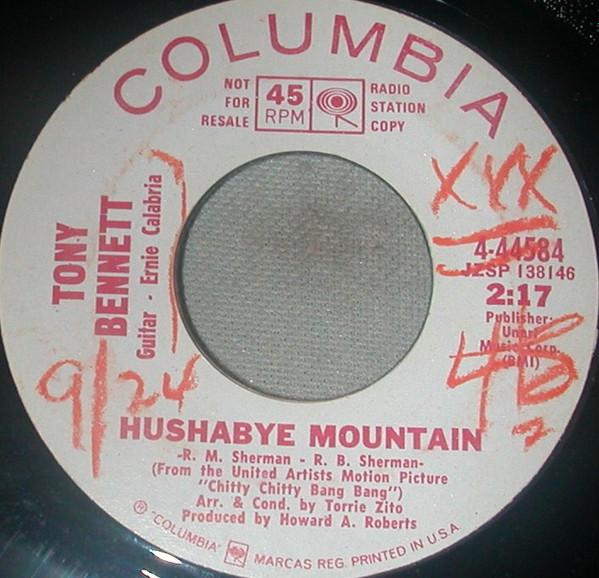 COLUMBIA
NOT
FOR
RESALE
45
RPM
RADIO
STATION
COPY
TONY
BENNETT
Guitar - Ernie Calabria
XXX
4-44584
JZSP 138146
2:17
Publisher:
Unart
Music Corp.
(BMI)
9/24
HUSHABYE MOUNTAIN
-R. M. Sherman - R. B. Sherman-
(From the United Artists Motion Picture
"Chitty Chitty Bang Bang")
Arr. & Cond. by Torrie Zito
Produced by Howard A. Roberts
Ⓟ "COLUMBIA" MARCAS REG. PRINTED IN U.S.A.